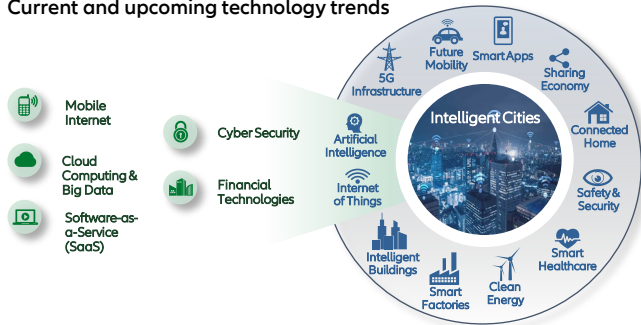 Current and upcoming technology trends
Mobile
Internet
Cloud
Computing &
Big Data
Software-as-
a-Service
(SaaS)
Cyber Security
Financial
Technologies
Artificial
Intelligence
Internet
of Things
5G
Infrastructure
Future
Mobility
Smart Apps
Sharing
Economy
Connected
Home
Safety &
Security
Smart
Healthcare
Clean
Energy
Smart
Factories
Intelligent
Buildings
Intelligent Cities